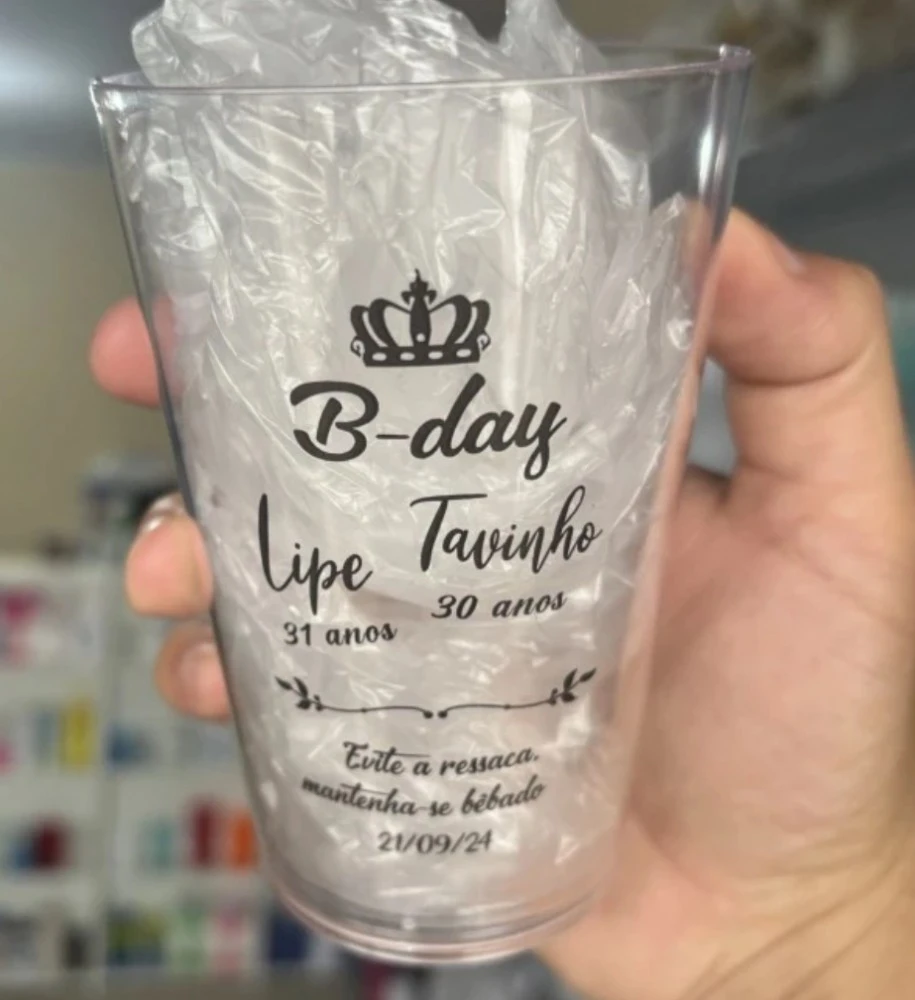 B-day
Lipe Tavinho
31 anos 30 anos
Evite a ressaca.
mantenha-se bêbado
21/09/24